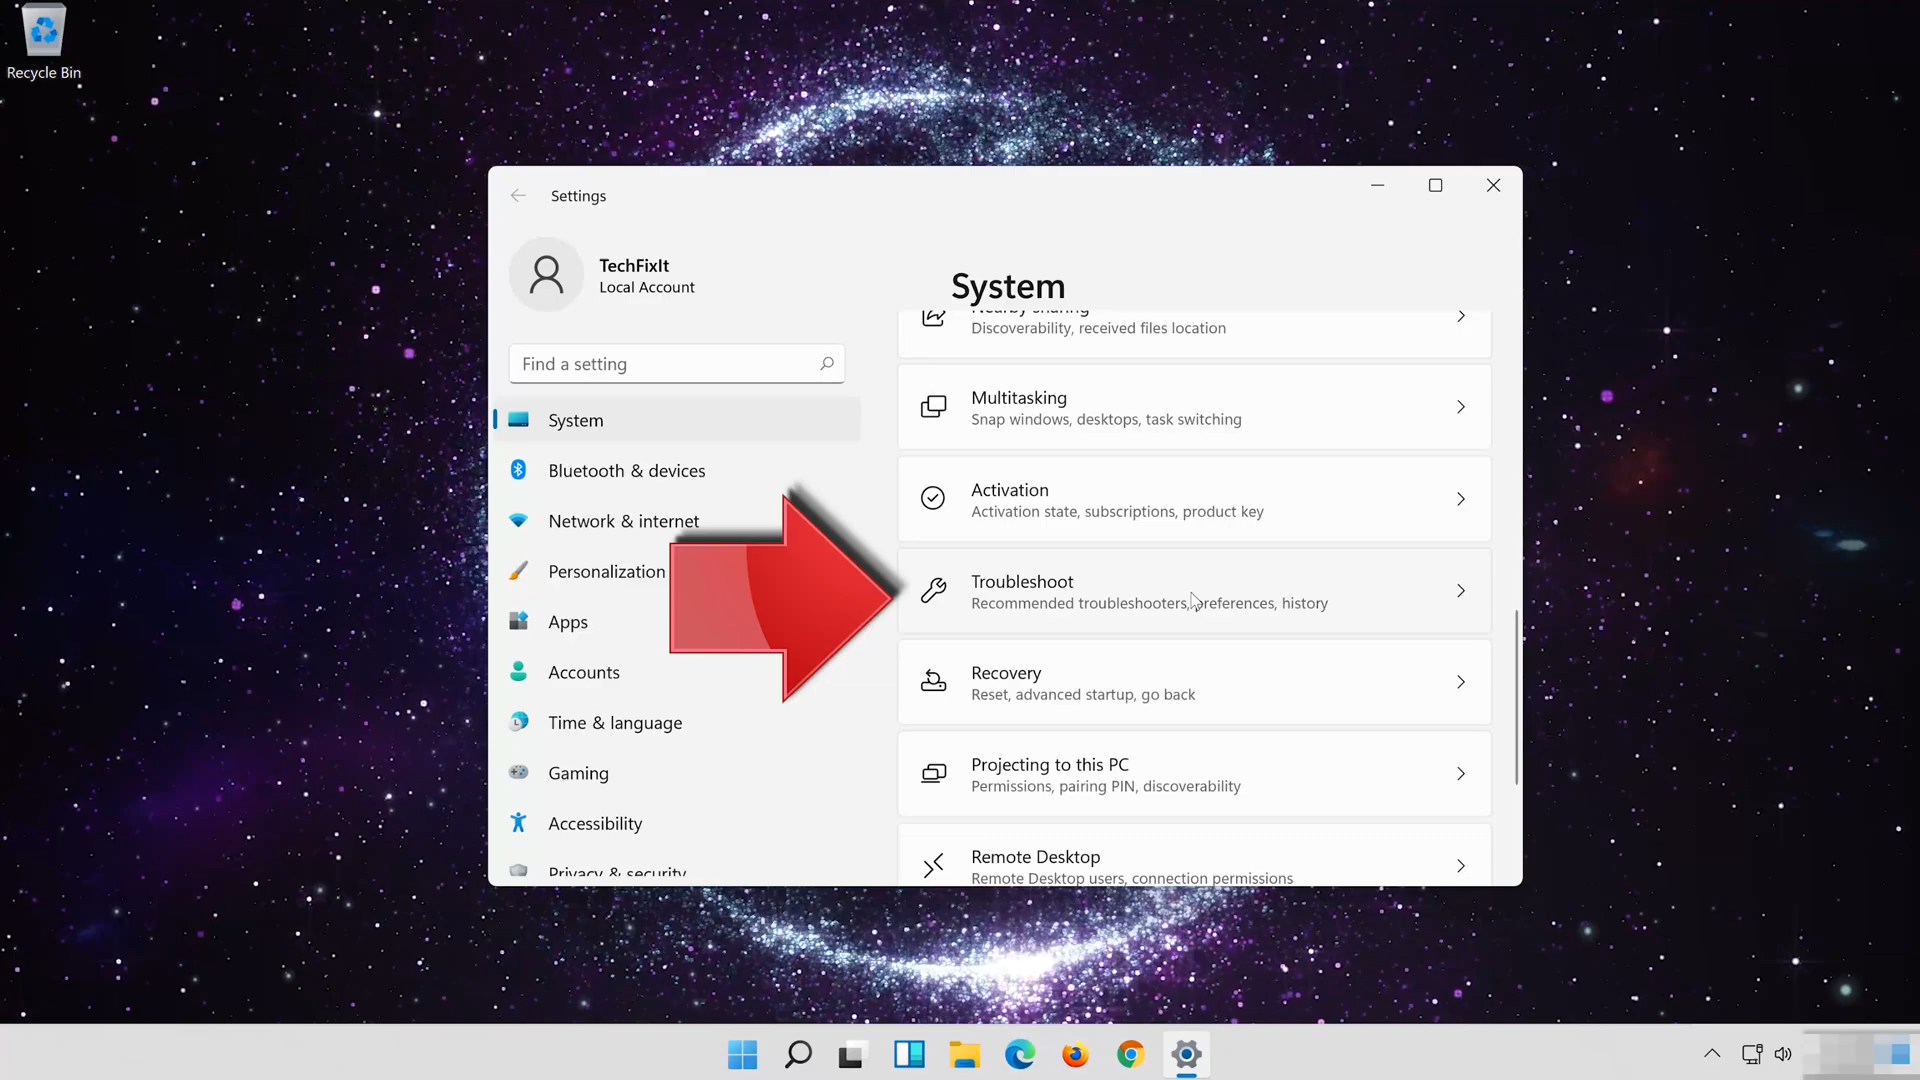 Recycle Bin
Settings
TechFixIt
Local Account
Find a setting
System
Bluetooth & devices
Network & internet
Personalization
Apps
Accounts
Time & language
Gaming
Accessibility
Privacy & security
System
Nearby sharing
Discoverability, received files location
Multitasking
Snap windows, desktops, task switching
Activation
Activation state, subscriptions, product key
Troubleshoot
Recommended troubleshooters, preferences, history
Recovery
Reset, advanced startup, go back
Projecting to this PC
Permissions, pairing PIN, discoverability
Remote Desktop
Remote Desktop users, connection permissions